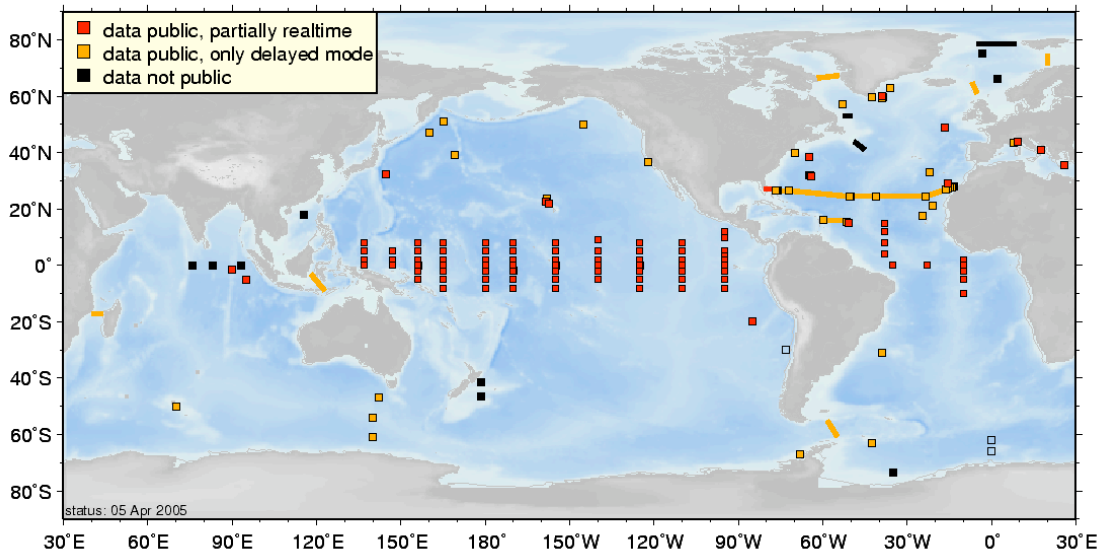 data public, partially realtime
data public, only delayed mode
data not public
80°N
60°N
40°N
20°N
0°
20°S
40°S
60°S
80°S
status: 05 Apr 2005
30°E 60°E 90°E 120°E 150°E 180° 150°W 120°W 90°W 60°W 30°W 0° 30°E